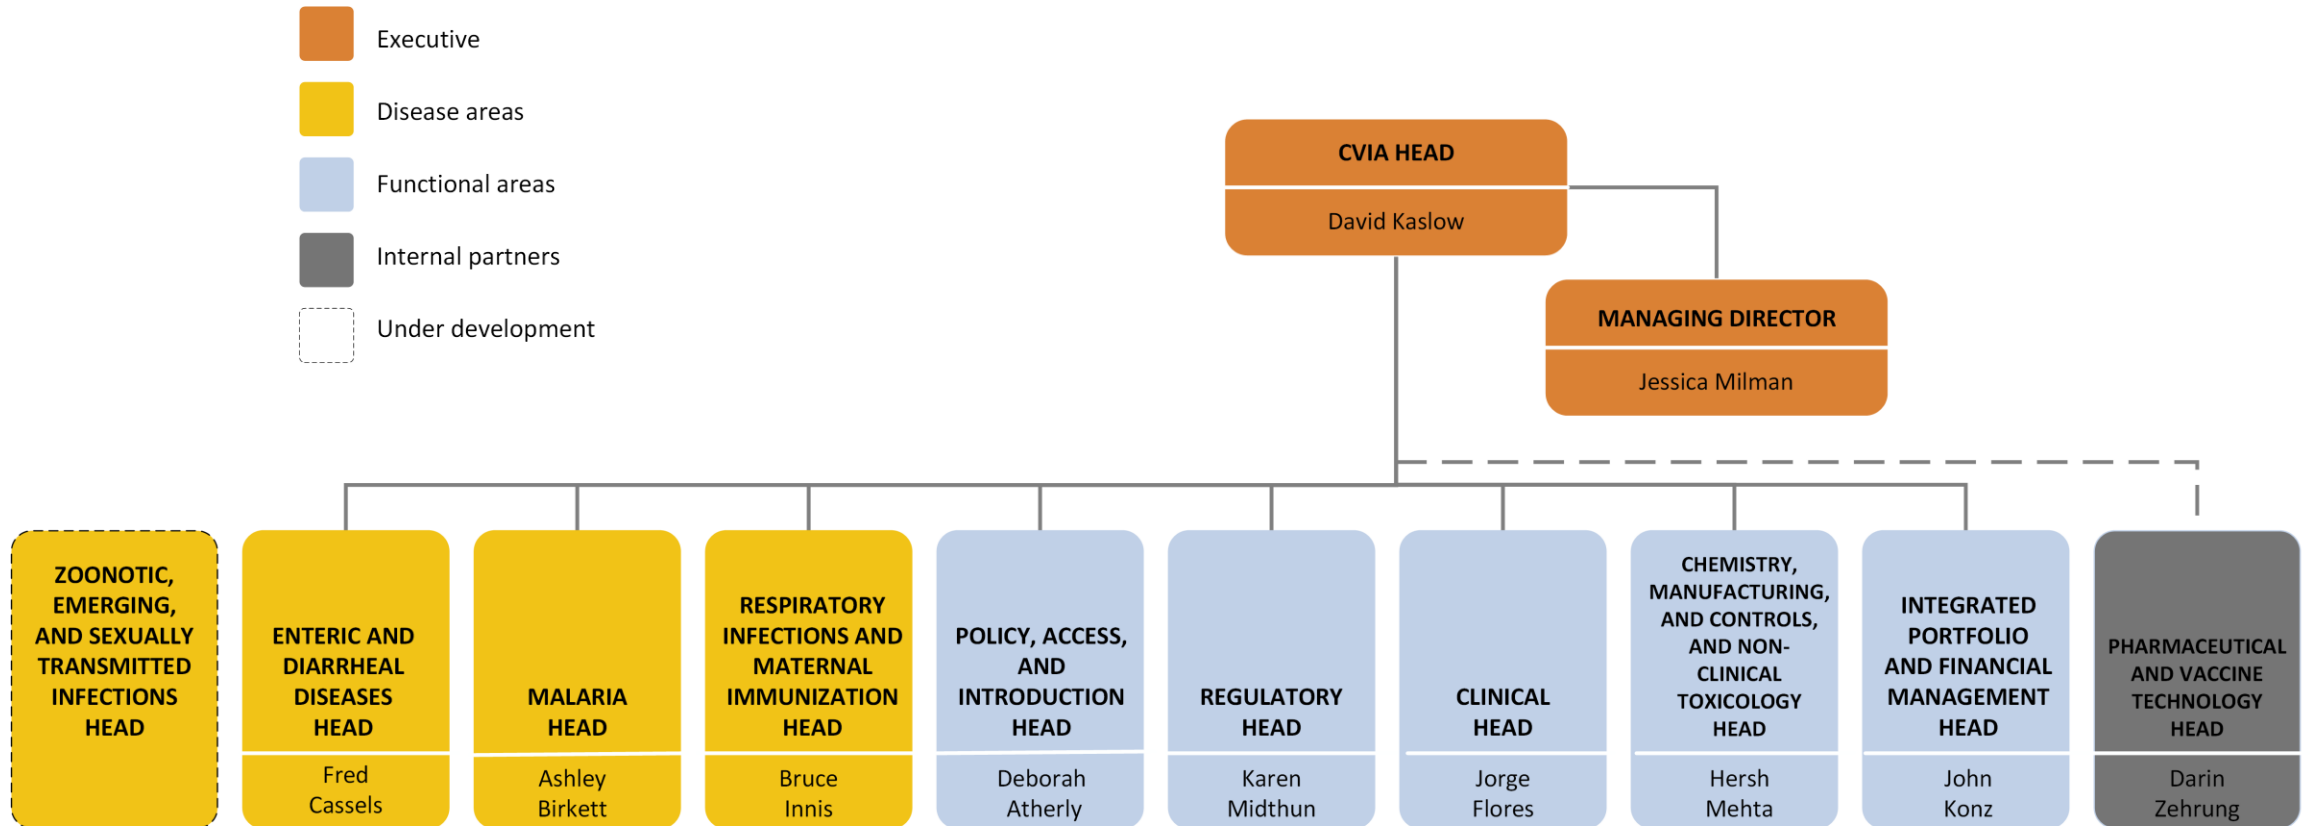 Executive
Disease areas
Functional areas
Internal partners
Under development
CVIA HEAD
David Kaslow
MANAGING DIRECTOR
Jessica Milman
ZOONOTIC,
EMERGING,
AND SEXUALLY
TRANSMITTED
INFECTIONS
HEAD
ENTERIC AND
DIARRHEAL
DISEASES
HEAD
Fred
Cassels
MALARIA
HEAD
Ashley
Birkett
RESPIRATORY
INFECTIONS AND
MATERNAL
IMMUNIZATION
HEAD
Bruce
Innis
POLICY, ACCESS,
AND
INTRODUCTION
HEAD
Deborah
Atherly
REGULATORY
HEAD
Karen
Midthun
CLINICAL
HEAD
Jorge
Flores
CHEMISTRY,
MANUFACTURING,
AND CONTROLS,
AND NON-
CLINICAL
TOXICOLOGY
HEAD
Hersh
Mehta
INTEGRATED
PORTFOLIO
AND FINANCIAL
MANAGEMENT
HEAD
John
Konz
PHARMACEUTICAL
AND VACCINE
TECHNOLOGY
HEAD
Darin
Zehrung